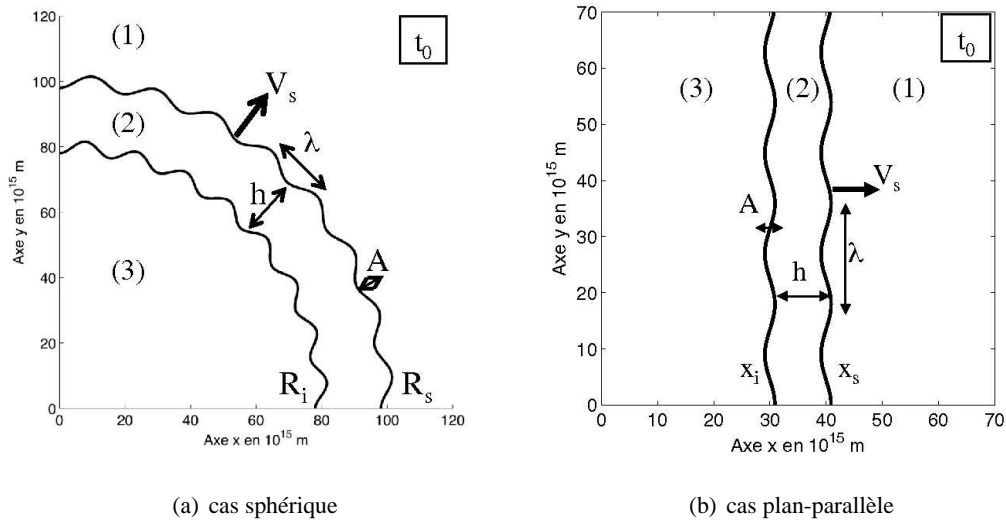 (1)
t0
Vs
(2)
λ
h
A
(3)
Ri
Rs
120
100
80
60
40
20
0
0 20 40 60 80 100 120
Axe y en 10^15 m
Axe x en 10^15 m
(a) cas sphérique
t0
(3)
(2)
(1)
Vs
A
λ
h
xi
xs
70
60
50
40
30
20
10
0
0 10 20 30 40 50 60 70
Axe y en 10^15 m
Axe x en 10^15 m
(b) cas plan-parallèle